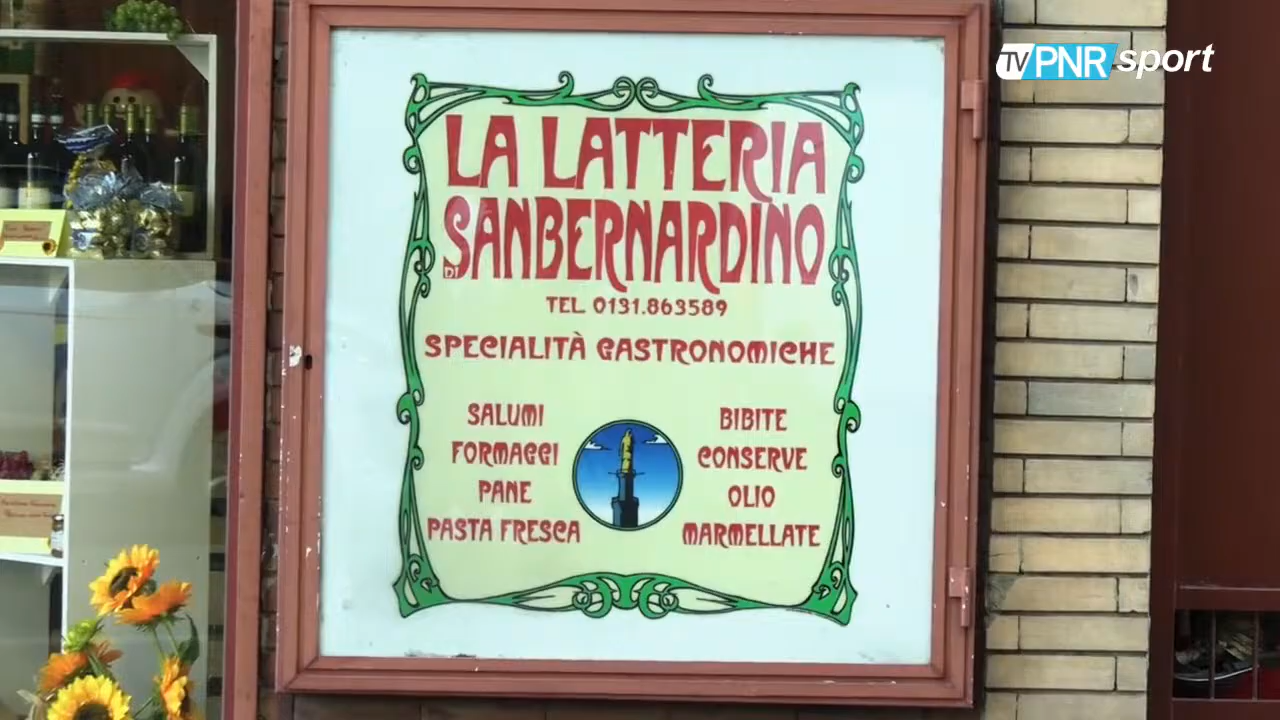 TV PNR sport
LA LATTERIA
DI SANBERNARDINO
TEL. 0131.863589
SPECIALITÀ GASTRONOMICHE
SALUMI
FORMAGGI
PANE
PASTA FRESCA
BIBITE
CONSERVE
OLIO
MARMELLATE